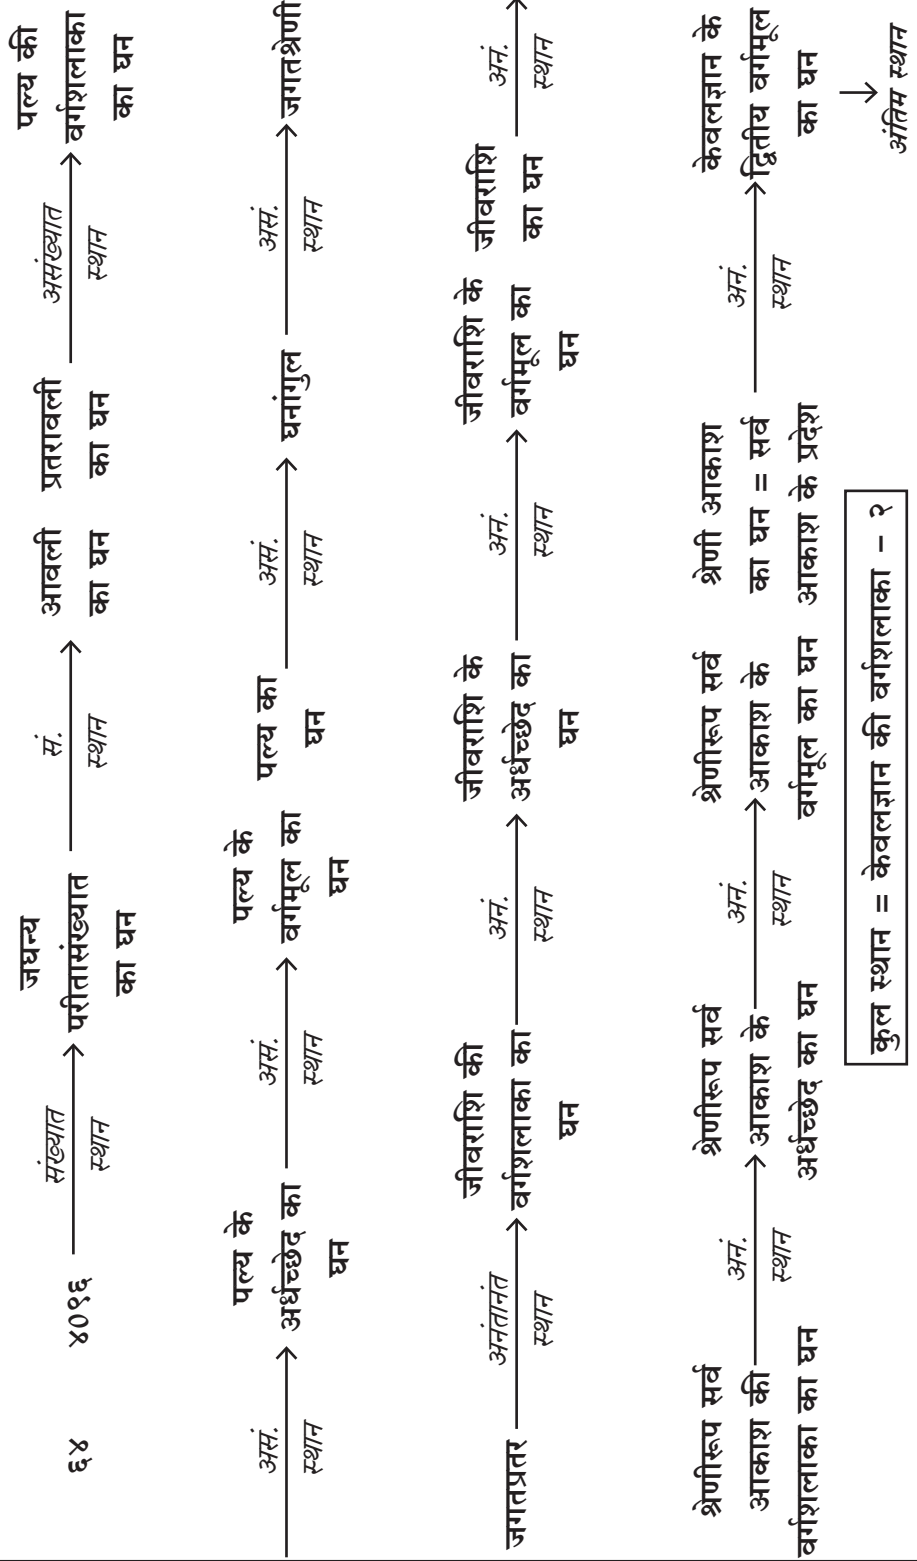 ६४ ४०९६
संख्यात
स्थान
जघन्य
परीतासंख्यात
का घन
सं.
स्थान
आवली
का घन
प्रतरावली
का घन
असंख्यात
स्थान
पल्य की
वर्गशलाका
का घन
असं.
स्थान
पल्य के
अर्धच्छेद का
घन
असं.
स्थान
पल्य के
वर्गमूल का
घन
पल्य का
घन
असं.
स्थान
घनांगुल
असं.
स्थान
जगतश्रेणी
जगतप्रतर
अनंतानंत
स्थान
जीवराशि की
वर्गशलाका का
घन
अनं.
स्थान
जीवराशि के
अर्धच्छेद का
घन
अनं.
स्थान
जीवराशि के
वर्गमूल का
घन
जीवराशि
का घन
अनं.
स्थान
श्रेणीरूप सर्व
आकाश की
वर्गशलाका का घन
अनं.
स्थान
श्रेणीरूप सर्व
आकाश के
अर्धच्छेद का घन
अनं.
स्थान
श्रेणीरूप सर्व
आकाश के
वर्गमूल का घन
श्रेणी आकाश
का घन = सर्व
आकाश के प्रदेश
अनं.
स्थान
केवलज्ञान के
द्वितीय वर्गमूल
का घन
अंतिम स्थान
कुल स्थान = केवलज्ञान की वर्गशलाका - २